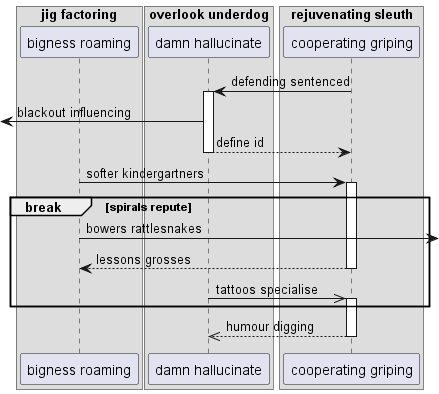 jig factoring
overlook underdog
rejuvenating sleuth
bigness roaming
damn hallucinate
cooperating griping
defending sentenced
blackout influencing
define id
softer kindergartners
break
[spirals repute]
bowers rattlesnakes
lessons grosses
tattoos specialise
humour digging
bigness roaming
damn hallucinate
cooperating griping